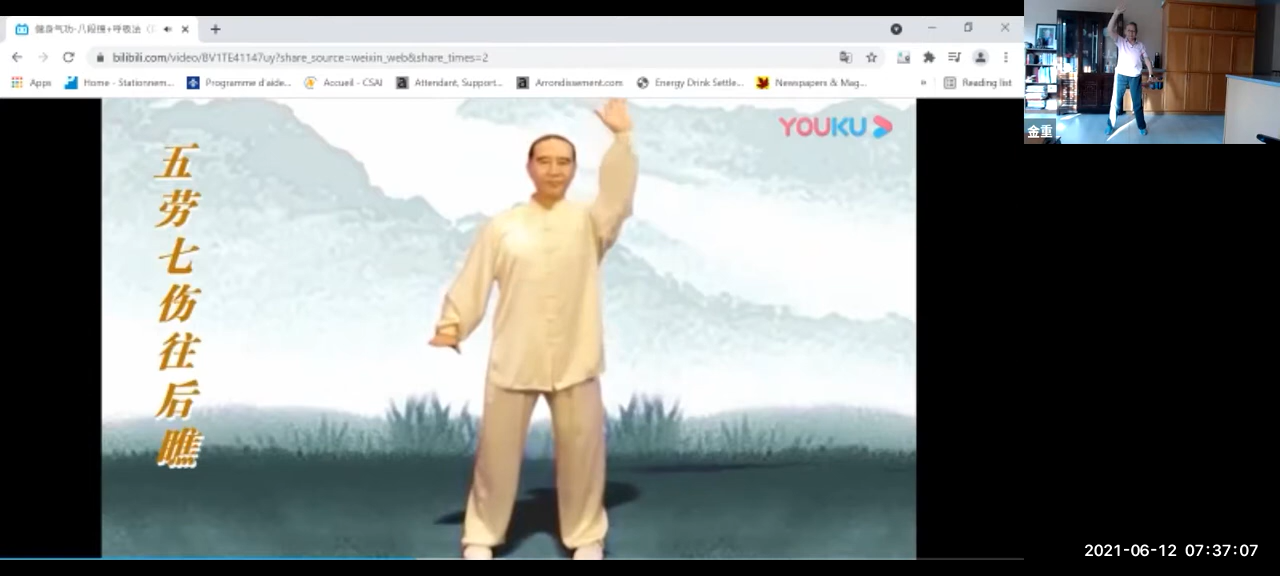 健身气功-八段锦+呼吸法
bilibili.com/video/BV1TE41147uy?share_source=weixin_web&share_times=2
Apps
Home - Stationnem...
Programme d'aide...
Accueil - CSAI
Attendant, Support...
Arrondissement.com
Energy Drink Settle...
Newspapers & Mag...
»
Reading list
YOUKU
五劳七伤往后瞧
金重
2021-06-12 07:37:07